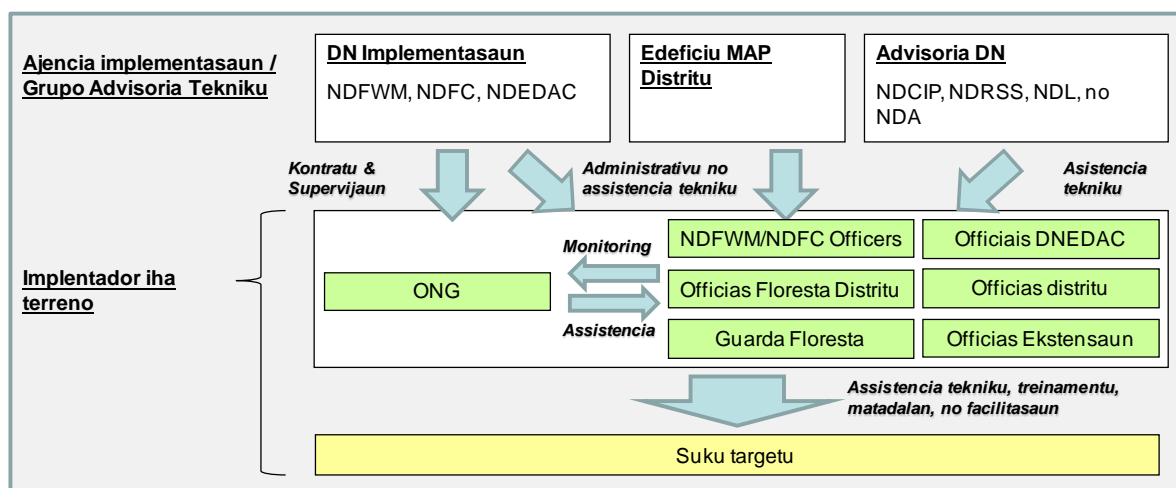 Ajencia implementasaun /
Grupo Advisoria Tekniku
DN Implementasaun
NDFWM, NDFC, NDEDAC
Edeficiu MAP
Distritu
Advisoria DN
NDCIP, NDRSS, NDL, no
NDA
Kontratu &
Supervijaun
Administrativu no
assistencia tekniku
Asistencia
tekniku
Implentador iha
terreno
ONG
Monitoring
Assistencia
NDFWM/NDFC Officers
Officias Floresta Distritu
Guarda Floresta
Officiais DNEDAC
Officias distritu
Officias Ekstensaun
Assistencia tekniku, treinamentu,
matadalan, no facilitasaun
Suku targetu